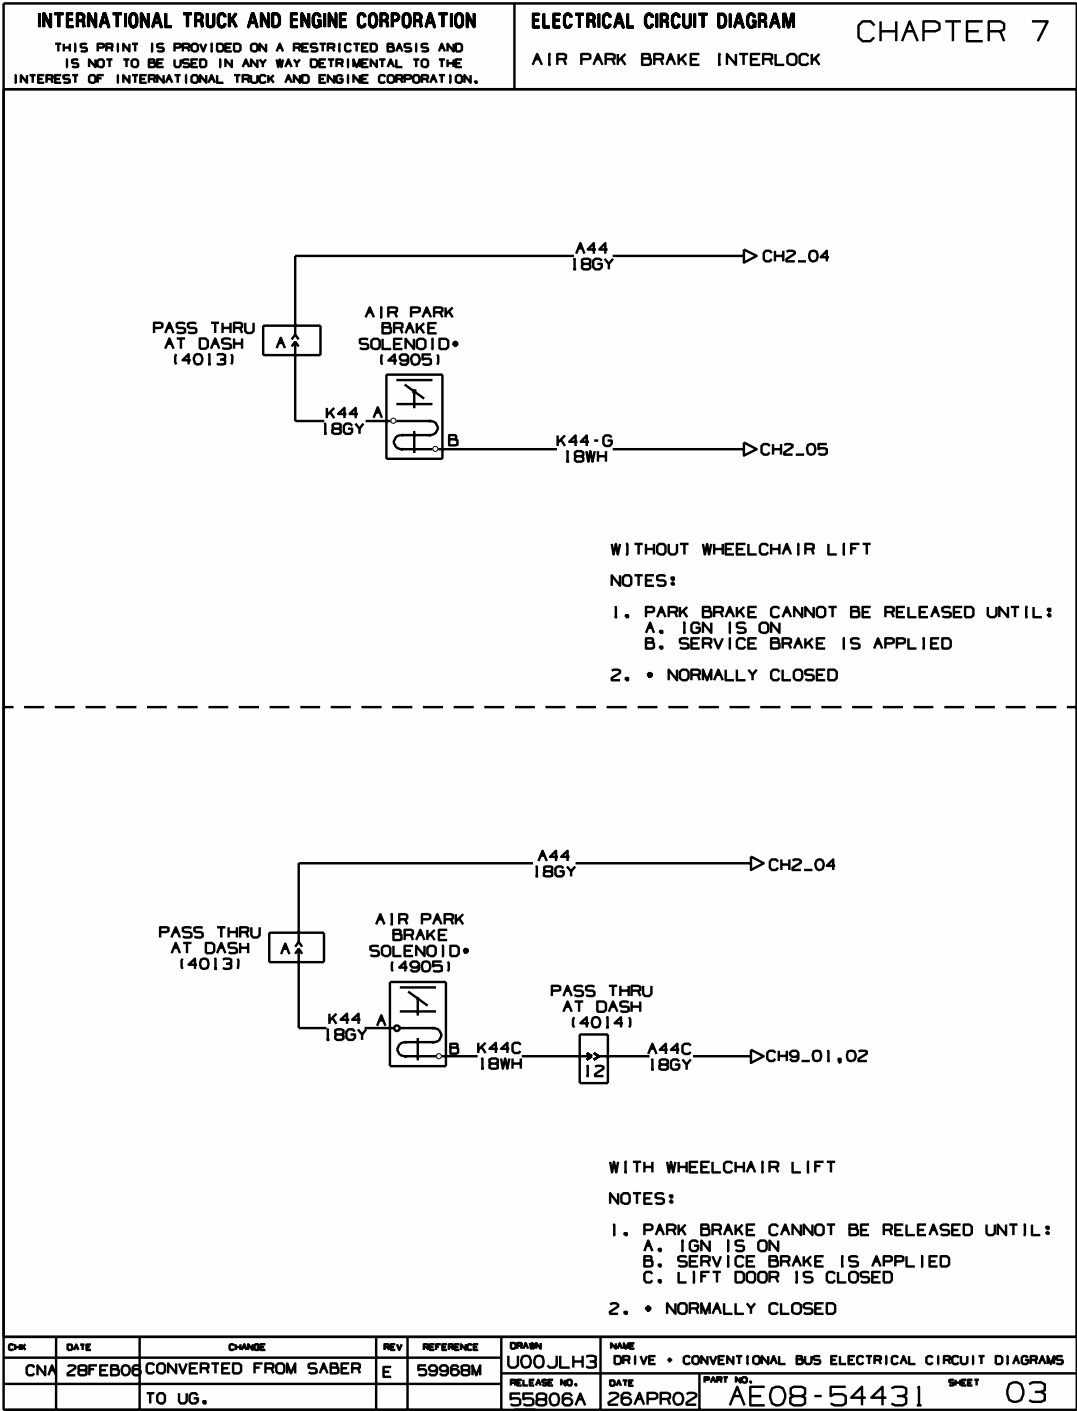 INTERNATIONAL TRUCK AND ENGINE CORPORATION
THIS PRINT IS PROVIDED ON A RESTRICTED BASIS AND
IS NOT TO BE USED IN ANY WAY DETRIMENTAL TO THE
INTEREST OF INTERNATIONAL TRUCK AND ENGINE CORPORATION.
ELECTRICAL CIRCUIT DIAGRAM
AIR PARK BRAKE INTERLOCK
CHAPTER 7
A44
18GY
CH2_04
PASS THRU
AT DASH
(4013)
A
AIR PARK
BRAKE
SOLENOID*
(4905)
K44
18GY
A
B
K44-G
18WH
CH2_05
WITHOUT WHEELCHAIR LIFT
NOTES:
1. PARK BRAKE CANNOT BE RELEASED UNTIL:
A. IGN IS ON
B. SERVICE BRAKE IS APPLIED
2. * NORMALLY CLOSED
A44
18GY
CH2_04
PASS THRU
AT DASH
(4013)
A
AIR PARK
BRAKE
SOLENOID*
(4905)
K44
18GY
A
B
K44C
18WH
PASS THRU
AT DASH
(4014)
12
A44C
18GY
CH9_01,02
WITH WHEELCHAIR LIFT
NOTES:
1. PARK BRAKE CANNOT BE RELEASED UNTIL:
A. IGN IS ON
B. SERVICE BRAKE IS APPLIED
C. LIFT DOOR IS CLOSED
2. * NORMALLY CLOSED
CHK DATE CHANGE REV REFERENCE
CNA 28FEB06 CONVERTED FROM SABER E 59968M
TO UG.
DRAWN
U00JLH3
NAME
DRIVE * CONVENTIONAL BUS ELECTRICAL CIRCUIT DIAGRAMS
RELEASE NO.
55806A
DATE
26APR02
PART NO.
AE08-54431
SHEET
03